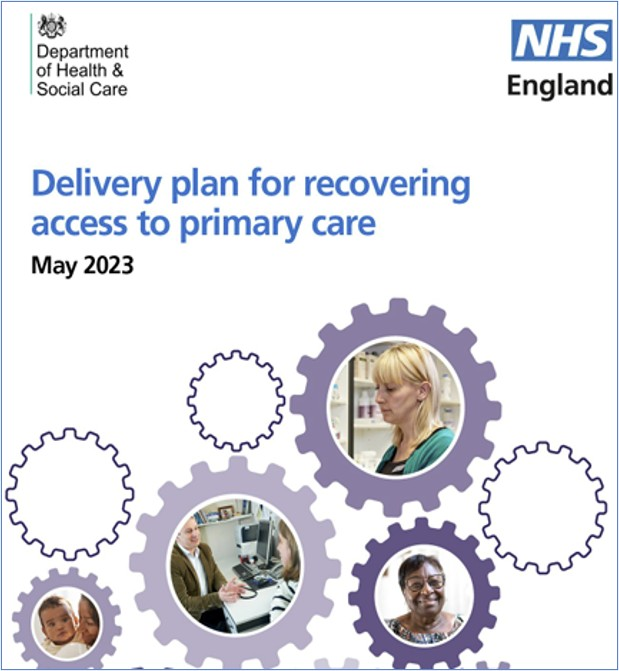 Department
of Health &
Social Care
NHS
England
Delivery plan for recovering
access to primary care
May 2023